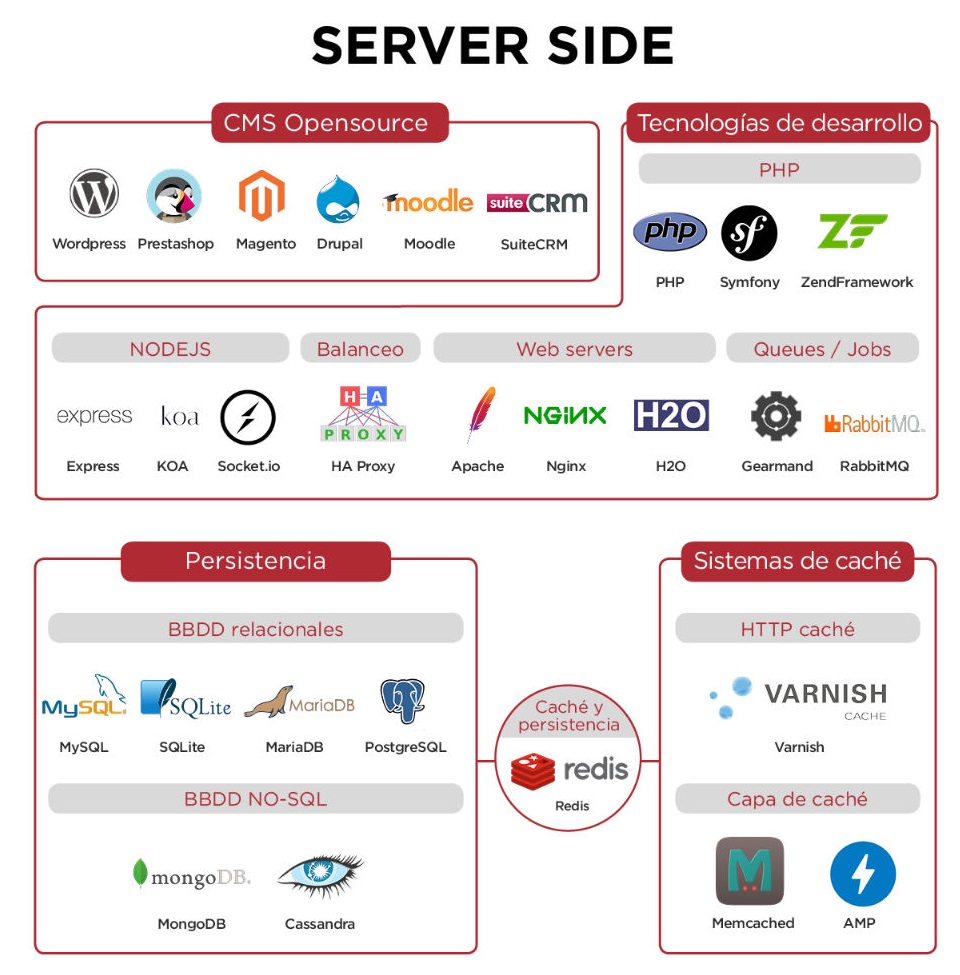 SERVER SIDE
CMS Opensource
Wordpress
Prestashop
Magento
Drupal
moodle
Moodle
suiteCRM
SuiteCRM
Tecnologías de desarrollo
PHP
php
PHP
sf
Symfony
ZF
ZendFramework
NODEJS
express
Express
koa
KOA
Socket.io
Balanceo
HA
PROXY
HA Proxy
Web servers
Apache
NGINX
Nginx
H2O
H2O
Queues / Jobs
Gearmand
RabbitMQ
RabbitMQ
Persistencia
BBDD relacionales
MySQL®
MySQL
SQLite
SQLite
MariaDB
MariaDB
PostgreSQL
BBDD NO-SQL
mongoDB.
MongoDB
Cassandra
Caché y
persistencia
redis
Redis
Sistemas de caché
HTTP caché
VARNISH
CACHE
Varnish
Capa de caché
M
Memcached
AMP